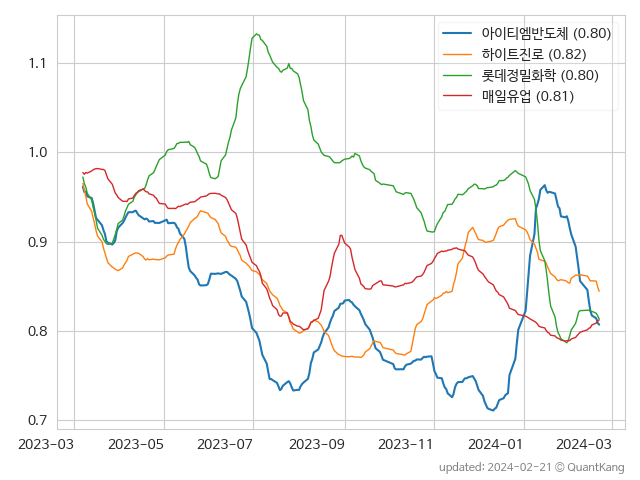 아이티엠반도체 (0.80)
하이트진로 (0.82)
롯데정밀화학 (0.80)
매일유업 (0.81)
1.1
1.0
0.9
0.8
0.7
2023-03 2023-05 2023-07 2023-09 2023-11 2024-01 2024-03
updated: 2024-02-21 © QuantKang